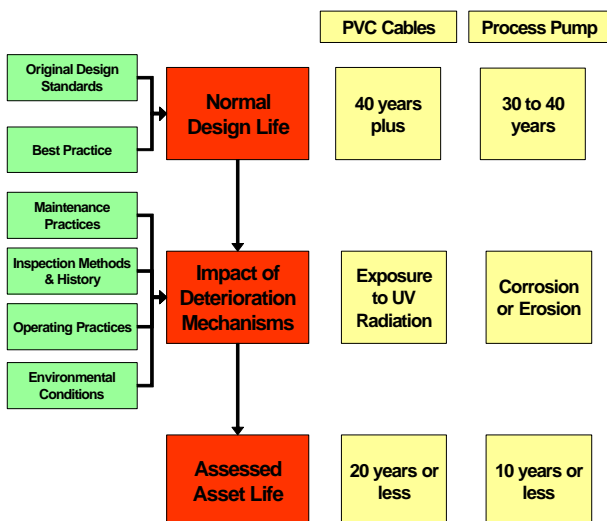 PVC Cables
Process Pump
Original Design
Standards
Best Practice
Normal
Design Life
40 years
plus
30 to 40
years
Maintenance
Practices
Inspection Methods
& History
Operating Practices
Environmental
Conditions
Impact of
Deterioration
Mechanisms
Exposure
to UV
Radiation
Corrosion
or Erosion
Assessed
Asset Life
20 years or
less
10 years or
less